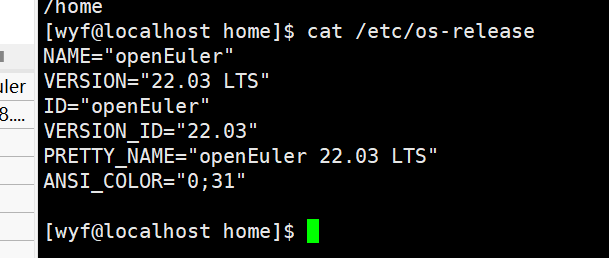 /home
[wyf@localhost home]$ cat /etc/os-release
NAME="openEuler"
VERSION="22.03 LTS"
ID="openEuler"
VERSION_ID="22.03"
PRETTY_NAME="openEuler 22.03 LTS"
ANSI_COLOR="0;31"
[wyf@localhost home]$
uler
8....